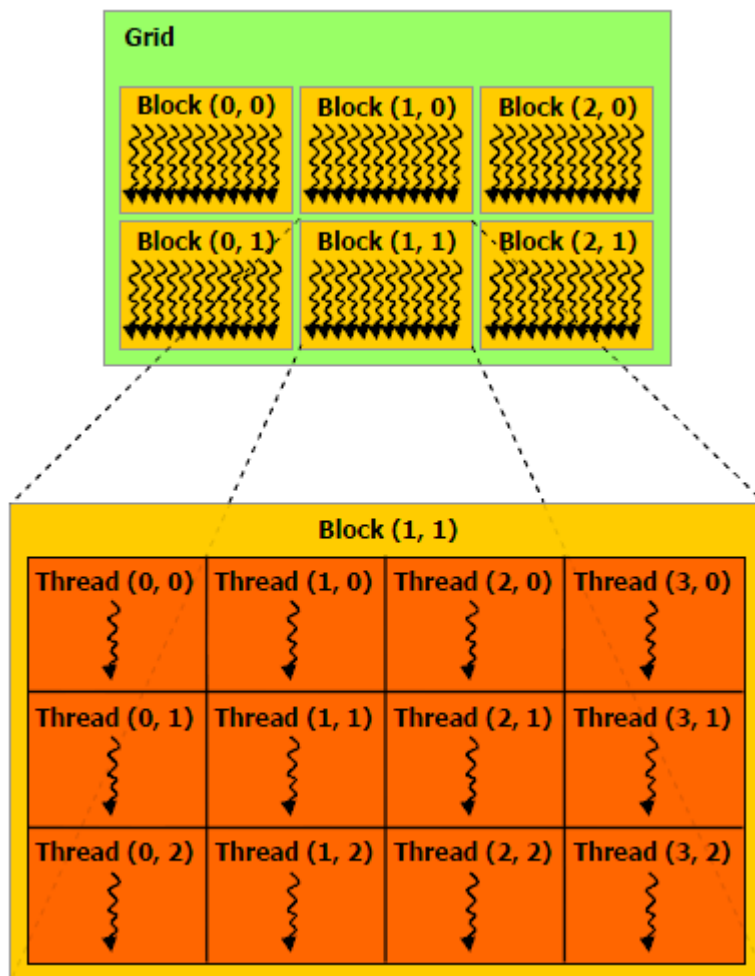 Grid
Block (0, 0) Block (1, 0) Block (2, 0)
Block (0, 1) Block (1, 1) Block (2, 1)
Block (1, 1)
Thread (0, 0) Thread (1, 0) Thread (2, 0) Thread (3, 0)
Thread (0, 1) Thread (1, 1) Thread (2, 1) Thread (3, 1)
Thread (0, 2) Thread (1, 2) Thread (2, 2) Thread (3, 2)